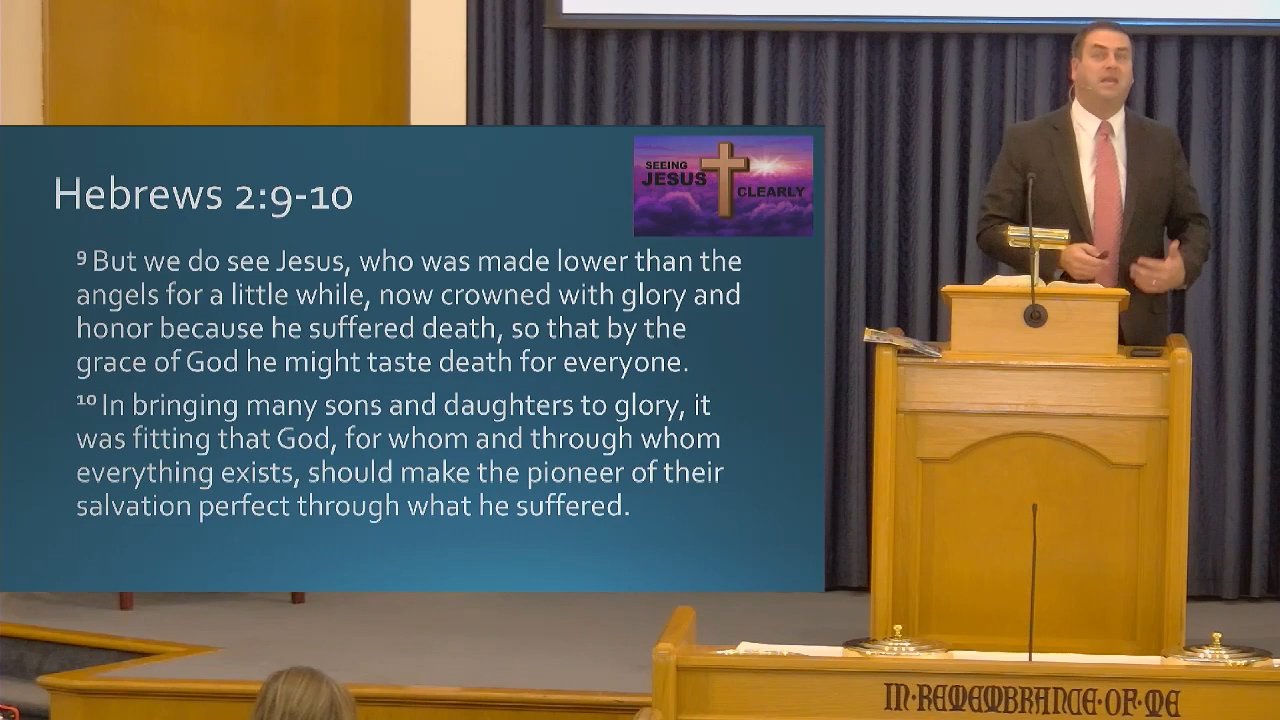 Hebrews 2:9-10
SEEING
JESUS
CLEARLY
9 But we do see Jesus, who was made lower than the
angels for a little while, now crowned with glory and
honor because he suffered death, so that by the
grace of God he might taste death for everyone.
10 In bringing many sons and daughters to glory, it
was fitting that God, for whom and through whom
everything exists, should make the pioneer of their
salvation perfect through what he suffered.
IN·REMEMBRANCE·OF·ME